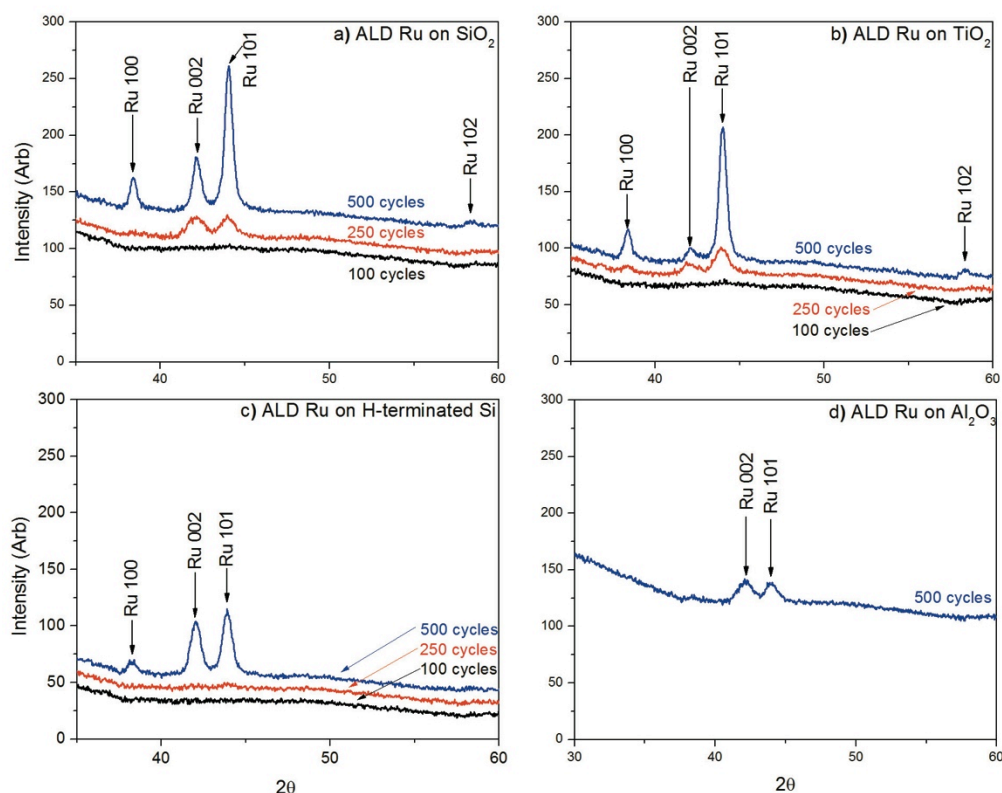 a) ALD Ru on SiO₂
300
250
200
150
100
50
0
Intensity (Arb)
Ru 100
Ru 002
Ru 101
Ru 102
500 cycles
250 cycles
100 cycles
40
50
60
b) ALD Ru on TiO₂
300
250
200
150
100
50
0
Ru 100
Ru 002
Ru 101
Ru 102
500 cycles
250 cycles
100 cycles
40
50
60
c) ALD Ru on H-terminated Si
300
250
200
150
100
50
0
Intensity (Arb)
Ru 100
Ru 002
Ru 101
500 cycles
250 cycles
100 cycles
40
50
60
2θ
d) ALD Ru on Al₂O₃
300
250
200
150
100
50
0
Ru 002
Ru 101
500 cycles
30
40
50
60
2θ